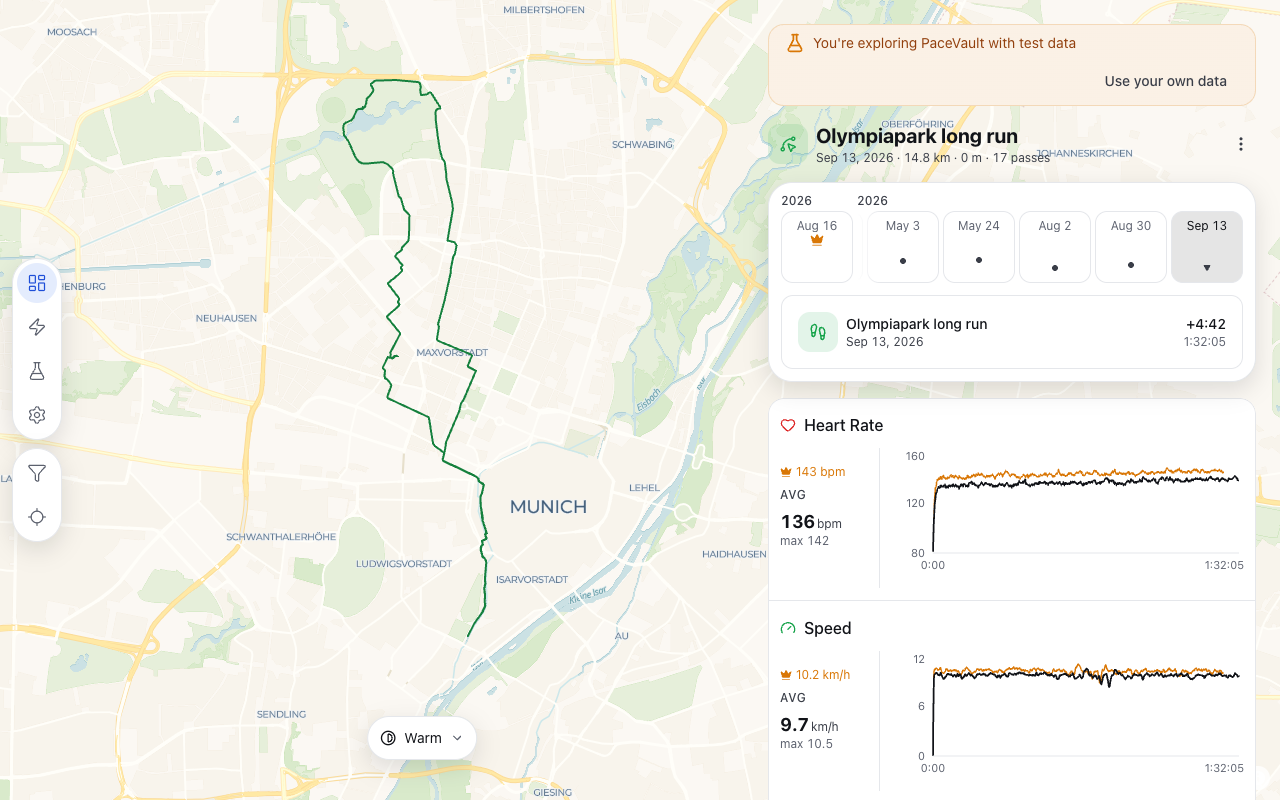 MILBERTSHOFEN
MOOSACH
SCHWABING
OBERFÖHRING
JOHANNESKIRCHEN
NEUHAUSEN
MAXVORSTADT
Eisbach
Isar
MUNICH
LEHEL
SCHWANTHALERHÖHE
HAIDHAUSEN
LUDWIGSVORSTADT
ISARVORSTADT
Kleine Isar
AU
SENDLING
GIESING
Warm
You're exploring PaceVault with test data
Use your own data
Olympiapark long run
Sep 13, 2026 · 14.8 km · 0 m · 17 passes
2026
2026
Aug 16
May 3
May 24
Aug 2
Aug 30
Sep 13
Olympiapark long run
+4:42
Sep 13, 2026
1:32:05
Heart Rate
143 bpm
AVG
136 bpm
max 142
160
120
80
0:00
1:32:05
Speed
10.2 km/h
AVG
9.7 km/h
max 10.5
12
6
0
0:00
1:32:05